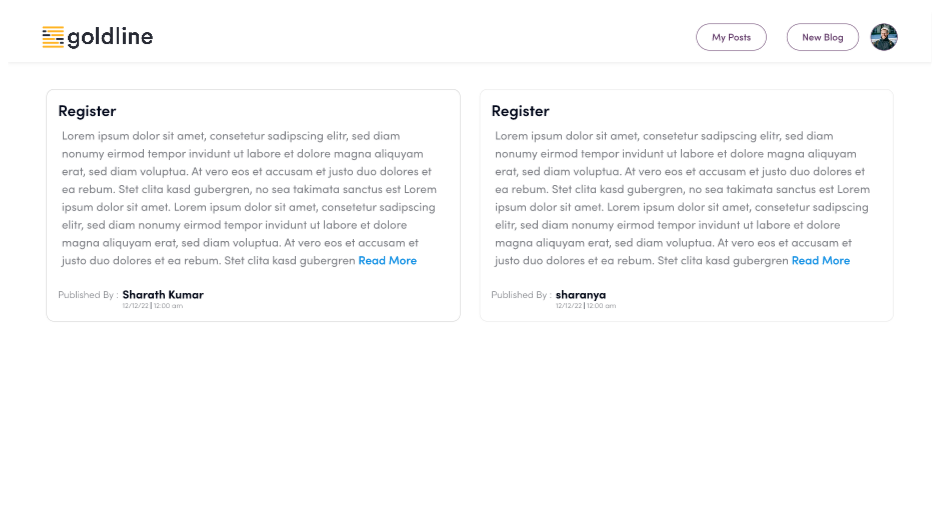 goldline
My Posts
New Blog
Register
Lorem ipsum dolor sit amet, consetetur sadipscing elitr, sed diam
nonumy eirmod tempor invidunt ut labore et dolore magna aliquyam
erat, sed diam voluptua. At vero eos et accusam et justo duo dolores et
ea rebum. Stet clita kasd gubergren, no sea takimata sanctus est Lorem
ipsum dolor sit amet. Lorem ipsum dolor sit amet, consetetur sadipscing
elitr, sed diam nonumy eirmod tempor invidunt ut labore et dolore
magna aliquyam erat, sed diam voluptua. At vero eos et accusam et
justo duo dolores et ea rebum. Stet clita kasd gubergren Read More
Published By : Sharath Kumar
12/12/22 | 12:00 am
Register
Lorem ipsum dolor sit amet, consetetur sadipscing elitr, sed diam
nonumy eirmod tempor invidunt ut labore et dolore magna aliquyam
erat, sed diam voluptua. At vero eos et accusam et justo duo dolores et
ea rebum. Stet clita kasd gubergren, no sea takimata sanctus est Lorem
ipsum dolor sit amet. Lorem ipsum dolor sit amet, consetetur sadipscing
elitr, sed diam nonumy eirmod tempor invidunt ut labore et dolore
magna aliquyam erat, sed diam voluptua. At vero eos et accusam et
justo duo dolores et ea rebum. Stet clita kasd gubergren Read More
Published By : sharanya
12/12/22 | 12:00 am